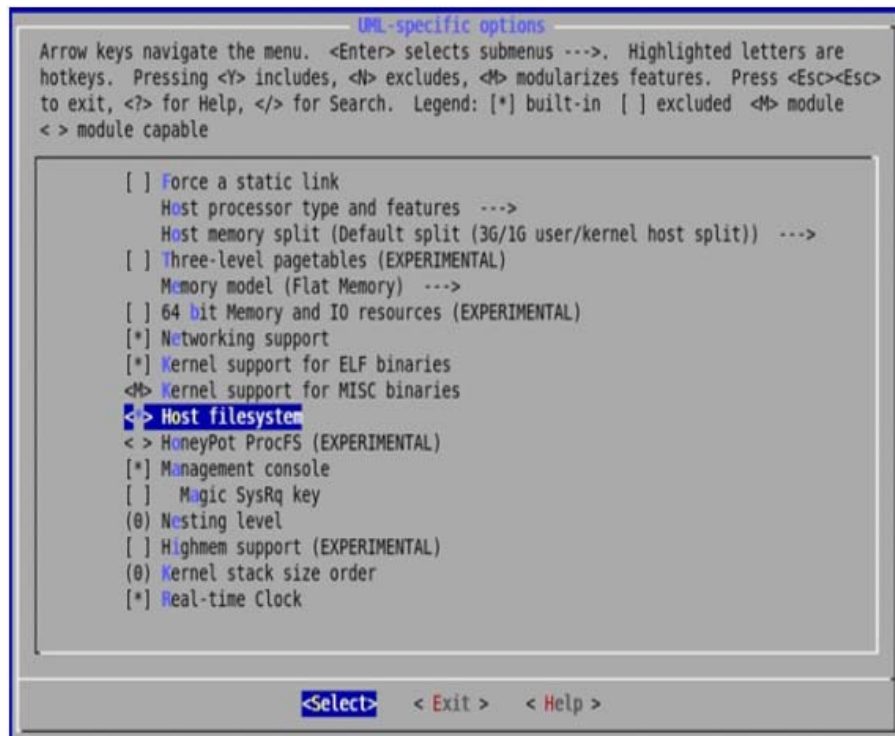 UML-specific options
Arrow keys navigate the menu.  <Enter> selects submenus --->.  Highlighted letters are
hotkeys.  Pressing <Y> includes, <N> excludes, <M> modularizes features.  Press <Esc><Esc>
to exit, <?> for Help, </> for Search.  Legend: [*] built-in  [ ] excluded  <M> module
< > module capable
[ ] Force a static link
Host processor type and features  --->
Host memory split (Default split (3G/1G user/kernel host split))  --->
[ ] Three-level pagetables (EXPERIMENTAL)
Memory model (Flat Memory)  --->
[ ] 64 bit Memory and IO resources (EXPERIMENTAL)
[*] Networking support
[*] Kernel support for ELF binaries
<M> Kernel support for MISC binaries
<*> Host filesystem
< > HoneyPot ProcFS (EXPERIMENTAL)
[*] Management console
[ ]   Magic SysRq key
(0) Nesting level
[ ] Highmem support (EXPERIMENTAL)
(0) Kernel stack size order
[*] Real-time Clock
<Select>    < Exit >    < Help >